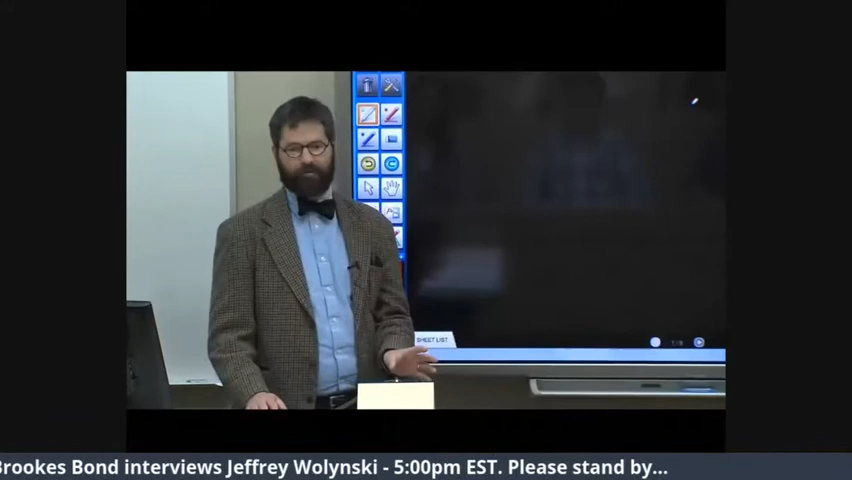 SHEET LIST
Brookes Bond interviews Jeffrey Wolynski - 5:00pm EST. Please stand by...